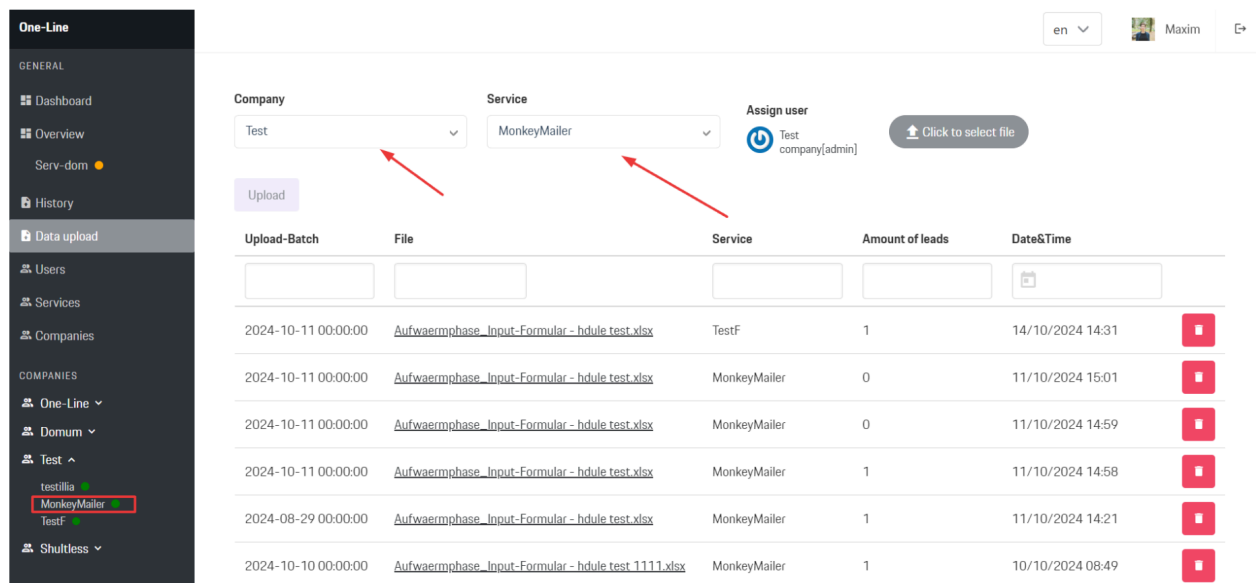 One-Line
en
Maxim
GENERAL
Dashboard
Overview
Serv-dom
History
Data upload
Users
Services
Companies
COMPANIES
One-Line
Domum
Test
testillia
MonkeyMailer
TestF
Shultless
Company
Service
Assign user
Test
MonkeyMailer
Test
company[admin]
Click to select file
Upload
Upload-Batch File Service Amount of leads Date&Time
2024-10-11 00:00:00 Aufwaermphase_Input-Formular - hdule test.xlsx TestF 1 14/10/2024 14:31
2024-10-11 00:00:00 Aufwaermphase_Input-Formular - hdule test.xlsx MonkeyMailer 0 11/10/2024 15:01
2024-10-11 00:00:00 Aufwaermphase_Input-Formular - hdule test.xlsx MonkeyMailer 0 11/10/2024 14:59
2024-10-11 00:00:00 Aufwaermphase_Input-Formular - hdule test.xlsx MonkeyMailer 1 11/10/2024 14:58
2024-08-29 00:00:00 Aufwaermphase_Input-Formular - hdule test.xlsx MonkeyMailer 1 11/10/2024 14:21
2024-10-10 00:00:00 Aufwaermphase_Input-Formular - hdule test 1111.xlsx MonkeyMailer 1 10/10/2024 08:49